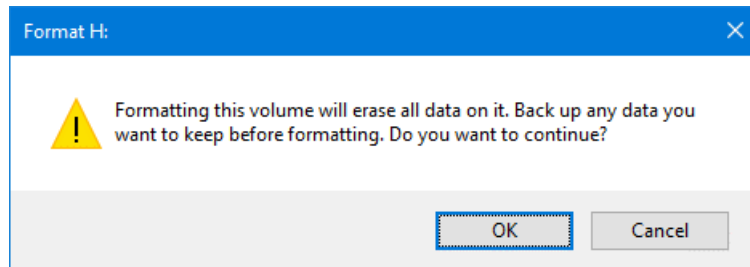 Format H:
Formatting this volume will erase all data on it. Back up any data you
want to keep before formatting. Do you want to continue?
OK
Cancel